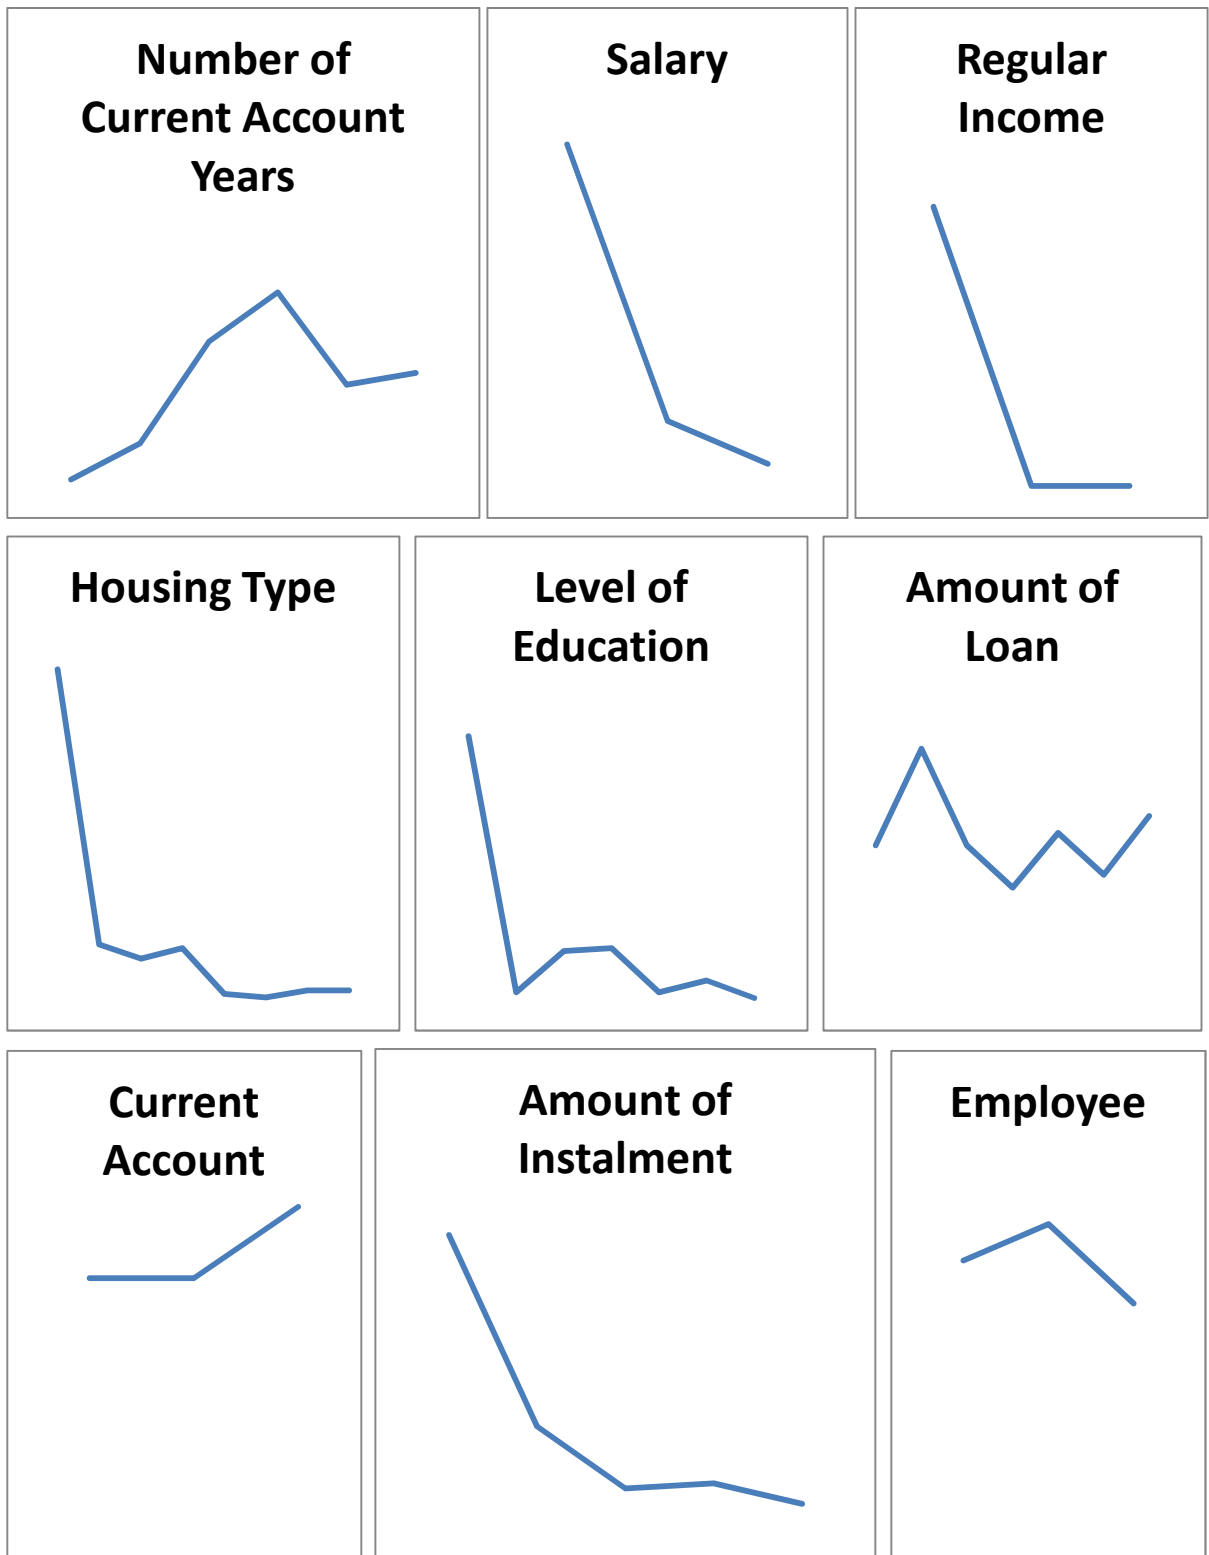 Number of
Current Account
Years
Salary
Regular
Income
Housing Type
Level of
Education
Amount of
Loan
Current
Account
Amount of
Instalment
Employee